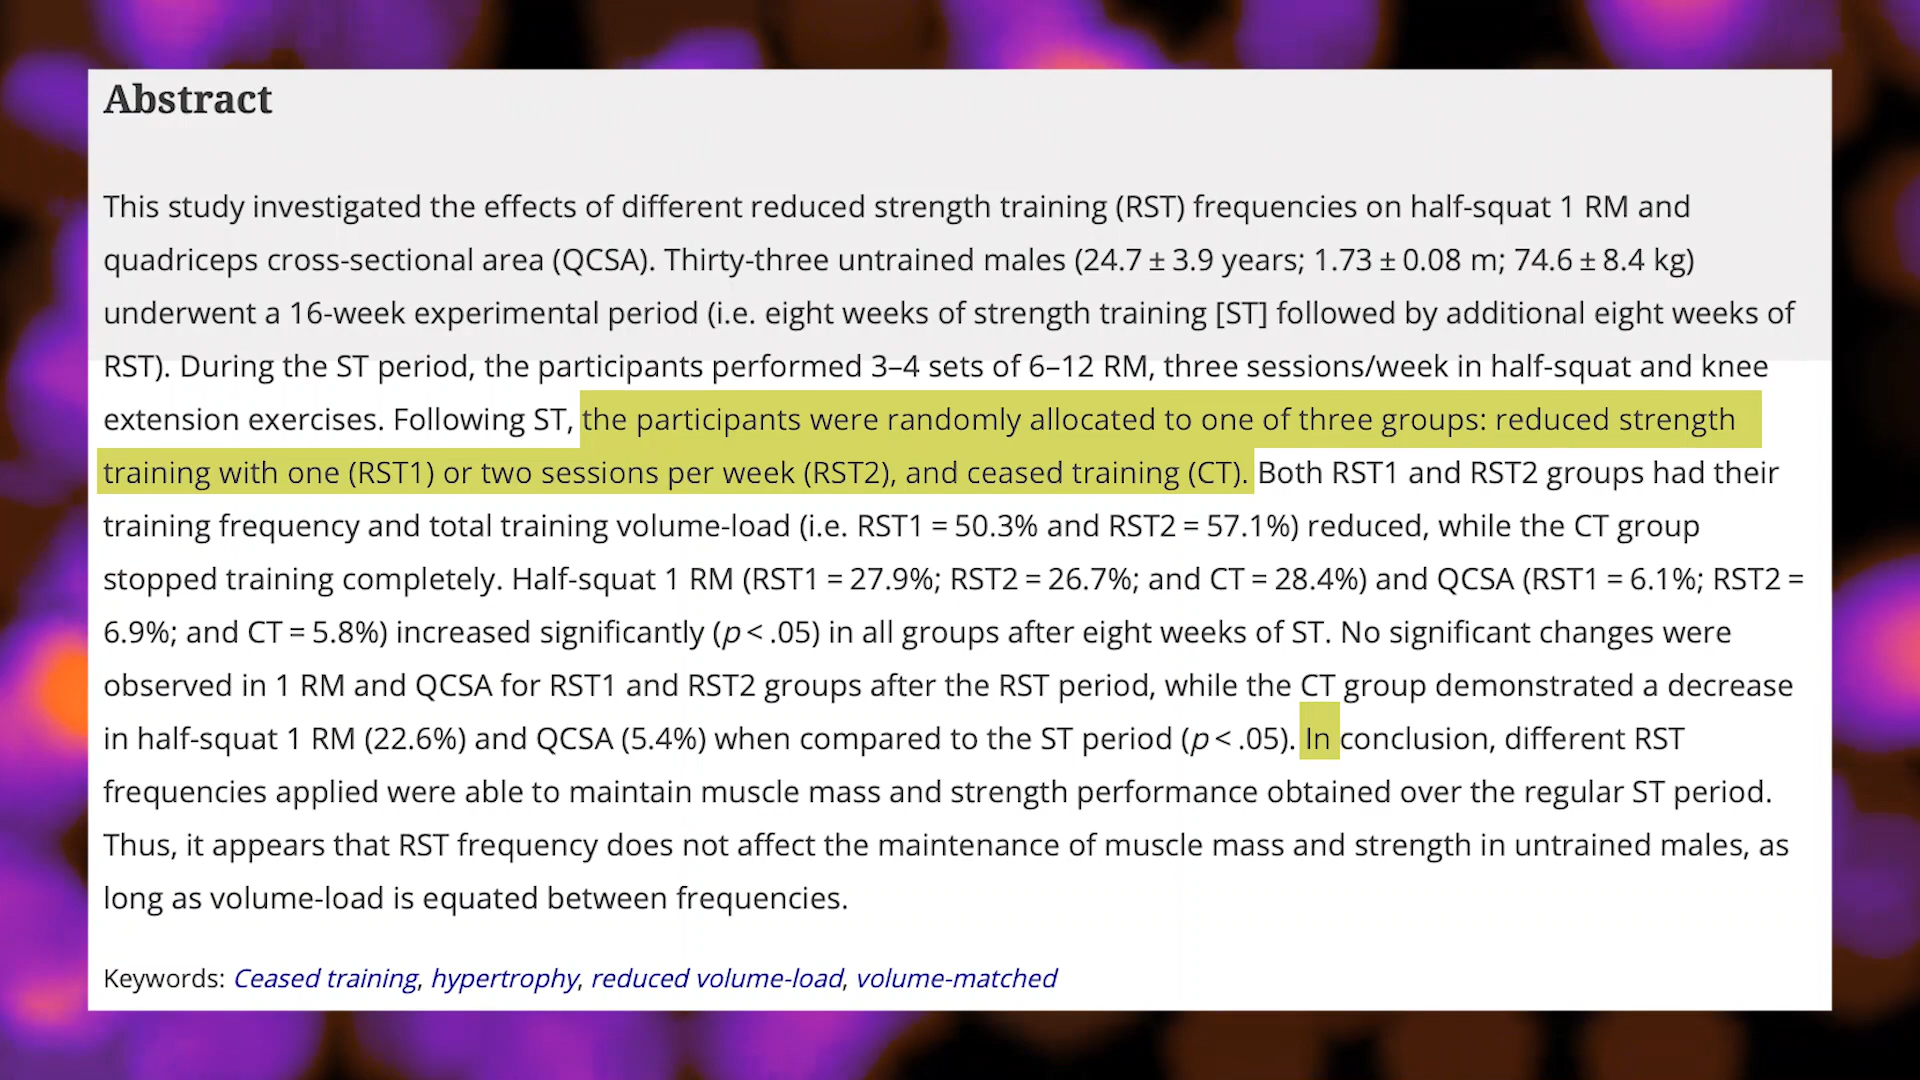 Abstract
This study investigated the effects of different reduced strength training (RST) frequencies on half-squat 1 RM and
quadriceps cross-sectional area (QCSA). Thirty-three untrained males (24.7 ± 3.9 years; 1.73 ± 0.08 m; 74.6 ± 8.4 kg)
underwent a 16-week experimental period (i.e. eight weeks of strength training [ST] followed by additional eight weeks of
RST). During the ST period, the participants performed 3–4 sets of 6–12 RM, three sessions/week in half-squat and knee
extension exercises. Following ST, the participants were randomly allocated to one of three groups: reduced strength
training with one (RST1) or two sessions per week (RST2), and ceased training (CT). Both RST1 and RST2 groups had their
training frequency and total training volume-load (i.e. RST1 = 50.3% and RST2 = 57.1%) reduced, while the CT group
stopped training completely. Half-squat 1 RM (RST1 = 27.9%; RST2 = 26.7%; and CT = 28.4%) and QCSA (RST1 = 6.1%; RST2 =
6.9%; and CT = 5.8%) increased significantly (p < .05) in all groups after eight weeks of ST. No significant changes were
observed in 1 RM and QCSA for RST1 and RST2 groups after the RST period, while the CT group demonstrated a decrease
in half-squat 1 RM (22.6%) and QCSA (5.4%) when compared to the ST period (p < .05). In conclusion, different RST
frequencies applied were able to maintain muscle mass and strength performance obtained over the regular ST period.
Thus, it appears that RST frequency does not affect the maintenance of muscle mass and strength in untrained males, as
long as volume-load is equated between frequencies.
Keywords: Ceased training, hypertrophy, reduced volume-load, volume-matched